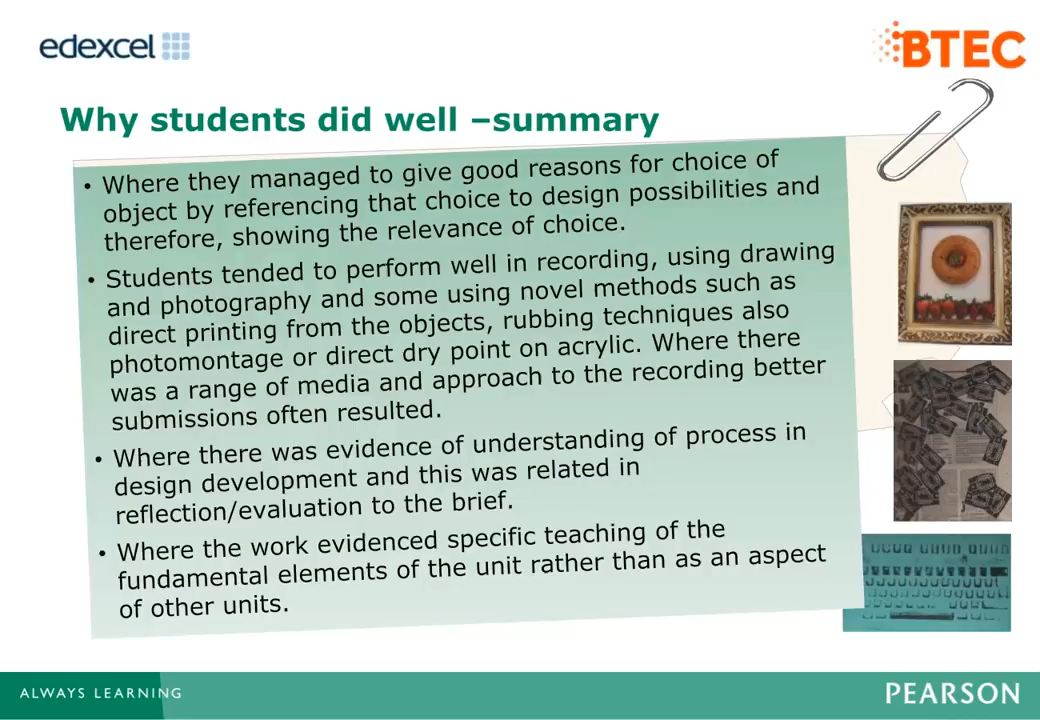 edexcel
BTEC
Why students did well –summary
• Where they managed to give good reasons for choice of
object by referencing that choice to design possibilities and
therefore, showing the relevance of choice.
• Students tended to perform well in recording, using drawing
and photography and some using novel methods such as
direct printing from the objects, rubbing techniques also
photomontage or direct dry point on acrylic. Where there
was a range of media and approach to the recording better
submissions often resulted.
• Where there was evidence of understanding of process in
design development and this was related in
reflection/evaluation to the brief.
• Where the work evidenced specific teaching of the
fundamental elements of the unit rather than as an aspect
of other units.
ALWAYS LEARNING
PEARSON